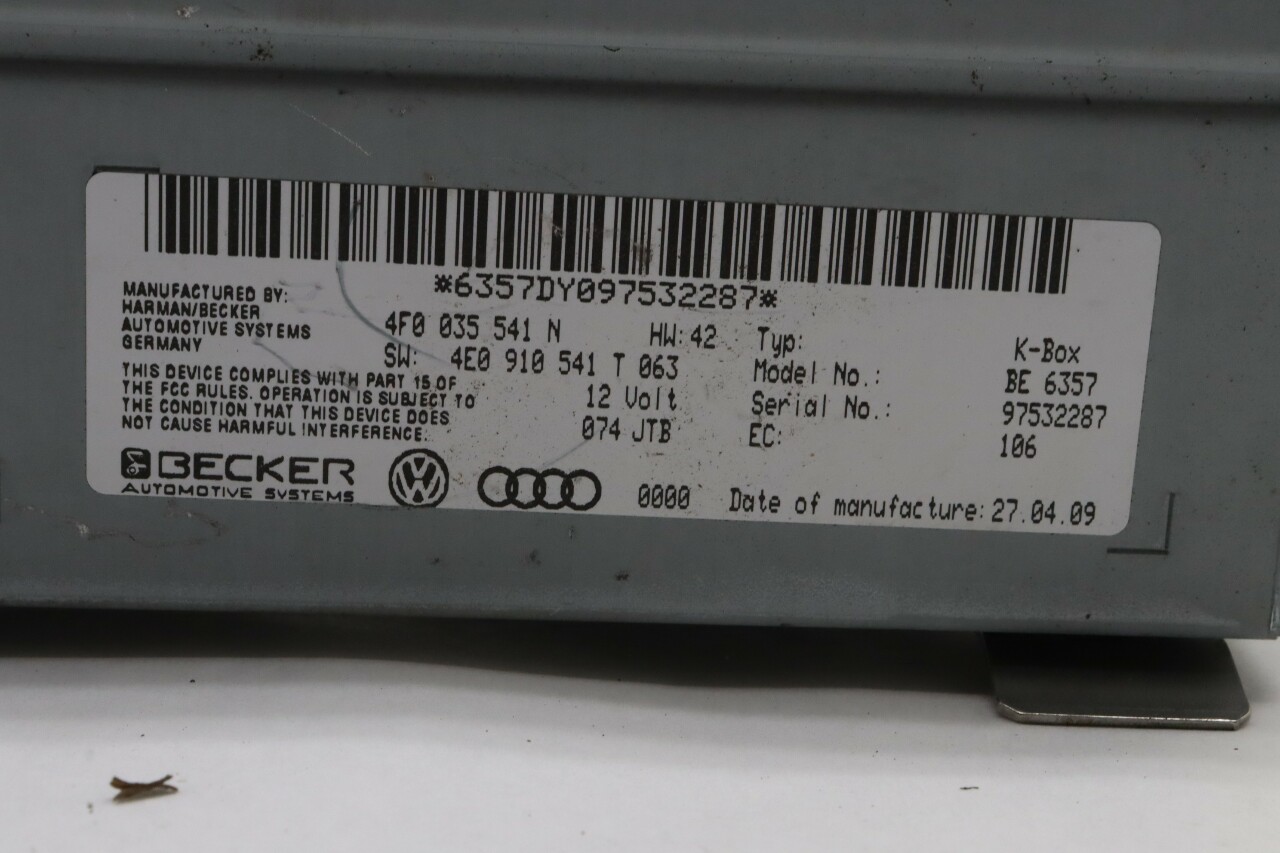 *6357DY097532287*
MANUFACTURED BY:
HARMAN/BECKER
AUTOMOTIVE SYSTEMS
GERMANY
4F0 035 541 N HW: 42
SW: 4E0 910 541 T 063
12 Volt
074 JTB
Typ: K-Box
Model No.: BE 6357
Serial No.: 97532287
EC: 106
THIS DEVICE COMPLIES WITH PART 15 OF
THE FCC RULES. OPERATION IS SUBJECT TO
THE CONDITION THAT THIS DEVICE DOES
NOT CAUSE HARMFUL INTERFERENCE.
BECKER
AUTOMOTIVE SYSTEMS
VW
0000 Date of manufacture: 27.04.09